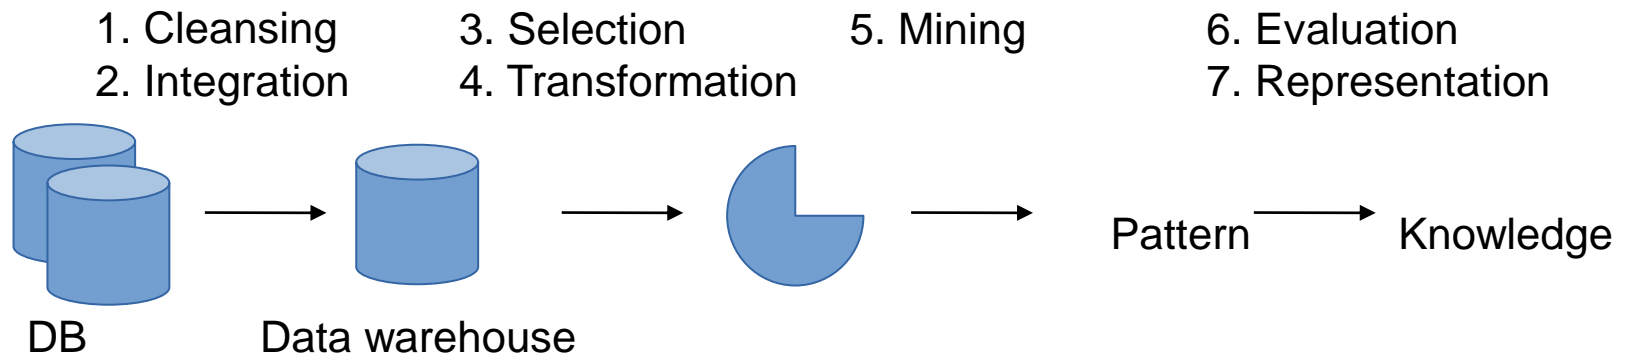 1. Cleansing
2. Integration
3. Selection
4. Transformation
5. Mining
6. Evaluation
7. Representation
Pattern
Knowledge
DB
Data warehouse